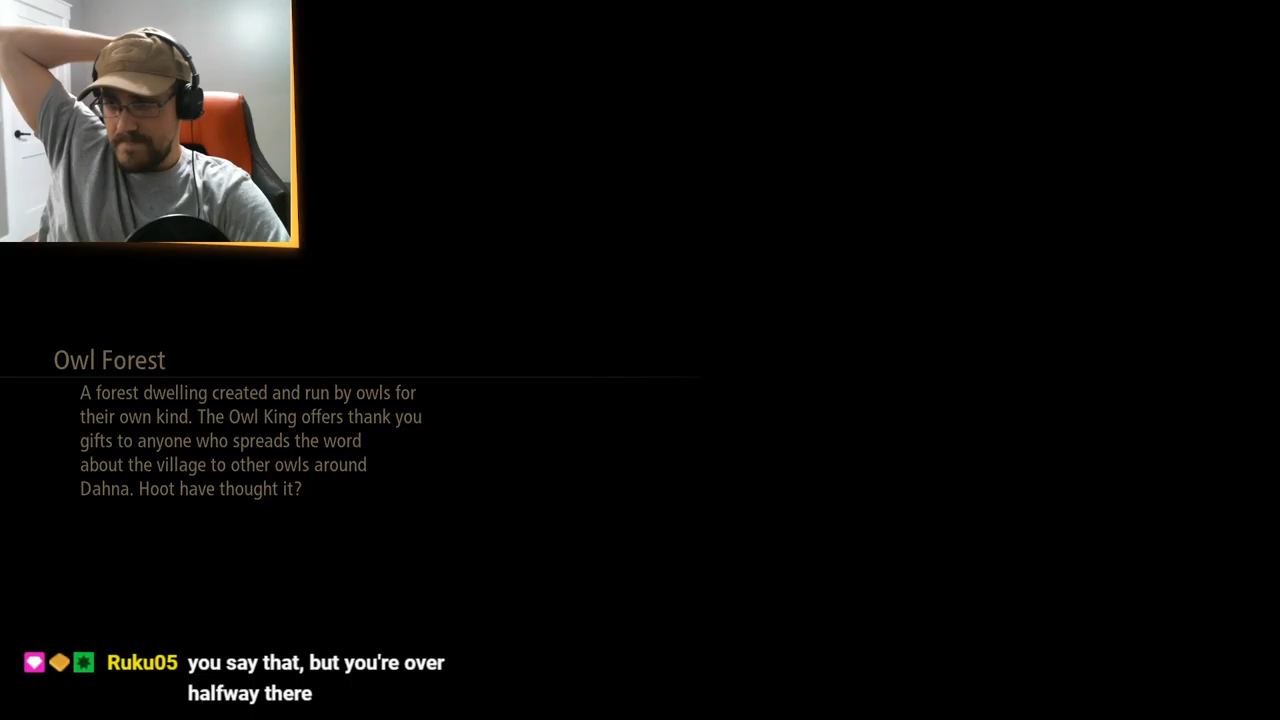 Owl Forest
A forest dwelling created and run by owls for
their own kind. The Owl King offers thank you
gifts to anyone who spreads the word
about the village to other owls around
Dahna. Hoot have thought it?
Ruku05 you say that, but you're over
halfway there